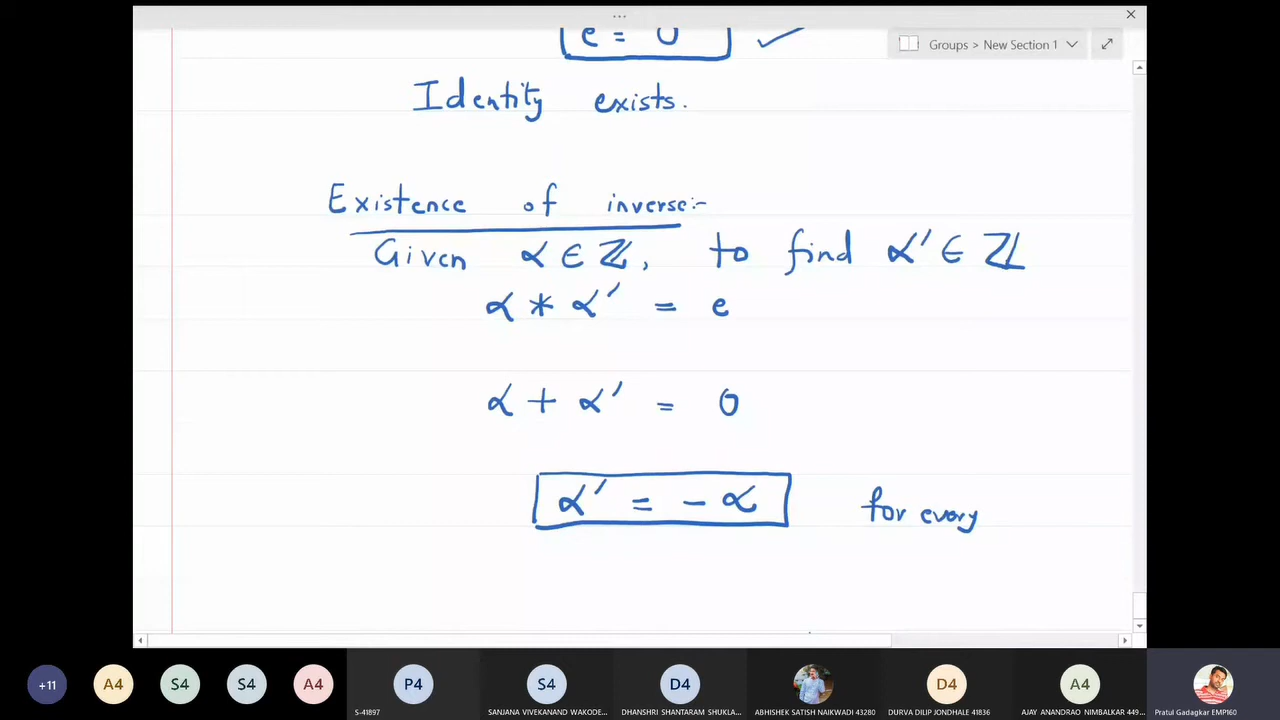 e = 0
Groups > New Section 1
Identity exists.
Existence of inverse:-
Given α ∈ ℤ, to find α' ∈ ℤ
α * α' = e
α + α' = 0
α' = - α for every
+11
A4
S4
S4
A4
P4
S-41897
S4
SANJANA VIVEKANAND WAKODE...
D4
DHANSHRI SHANTARAM SHUKLA...
ABHISHEK SATISH NAIKWADI 43280
D4
DURVA DILIP JONDHALE 41836
A4
AJAY ANANDRAO NIMBALKAR 449...
Pratul Gadagkar EMP160